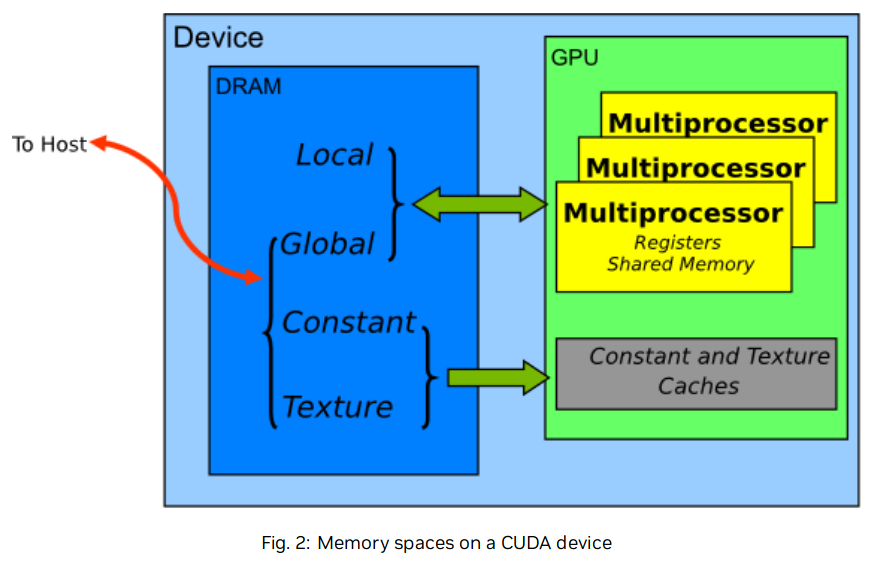 Device
DRAM
GPU
To Host
Local
Global
Constant
Texture
Multiprocessor
Multiprocessor
Multiprocessor
Registers
Shared Memory
Constant and Texture
Caches
Fig. 2: Memory spaces on a CUDA device